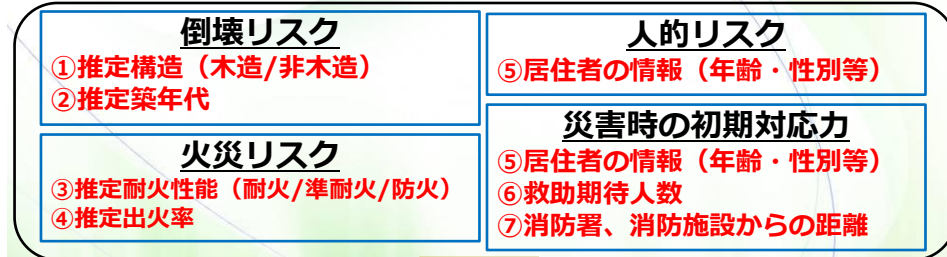 倒壊リスク
①推定構造（木造/非木造）
②推定築年代
火災リスク
③推定耐火性能（耐火/準耐火/防火）
④推定出火率
人的リスク
⑤居住者の情報（年齢・性別等）
災害時の初期対応力
⑤居住者の情報（年齢・性別等）
⑥救助期待人数
⑦消防署、消防施設からの距離